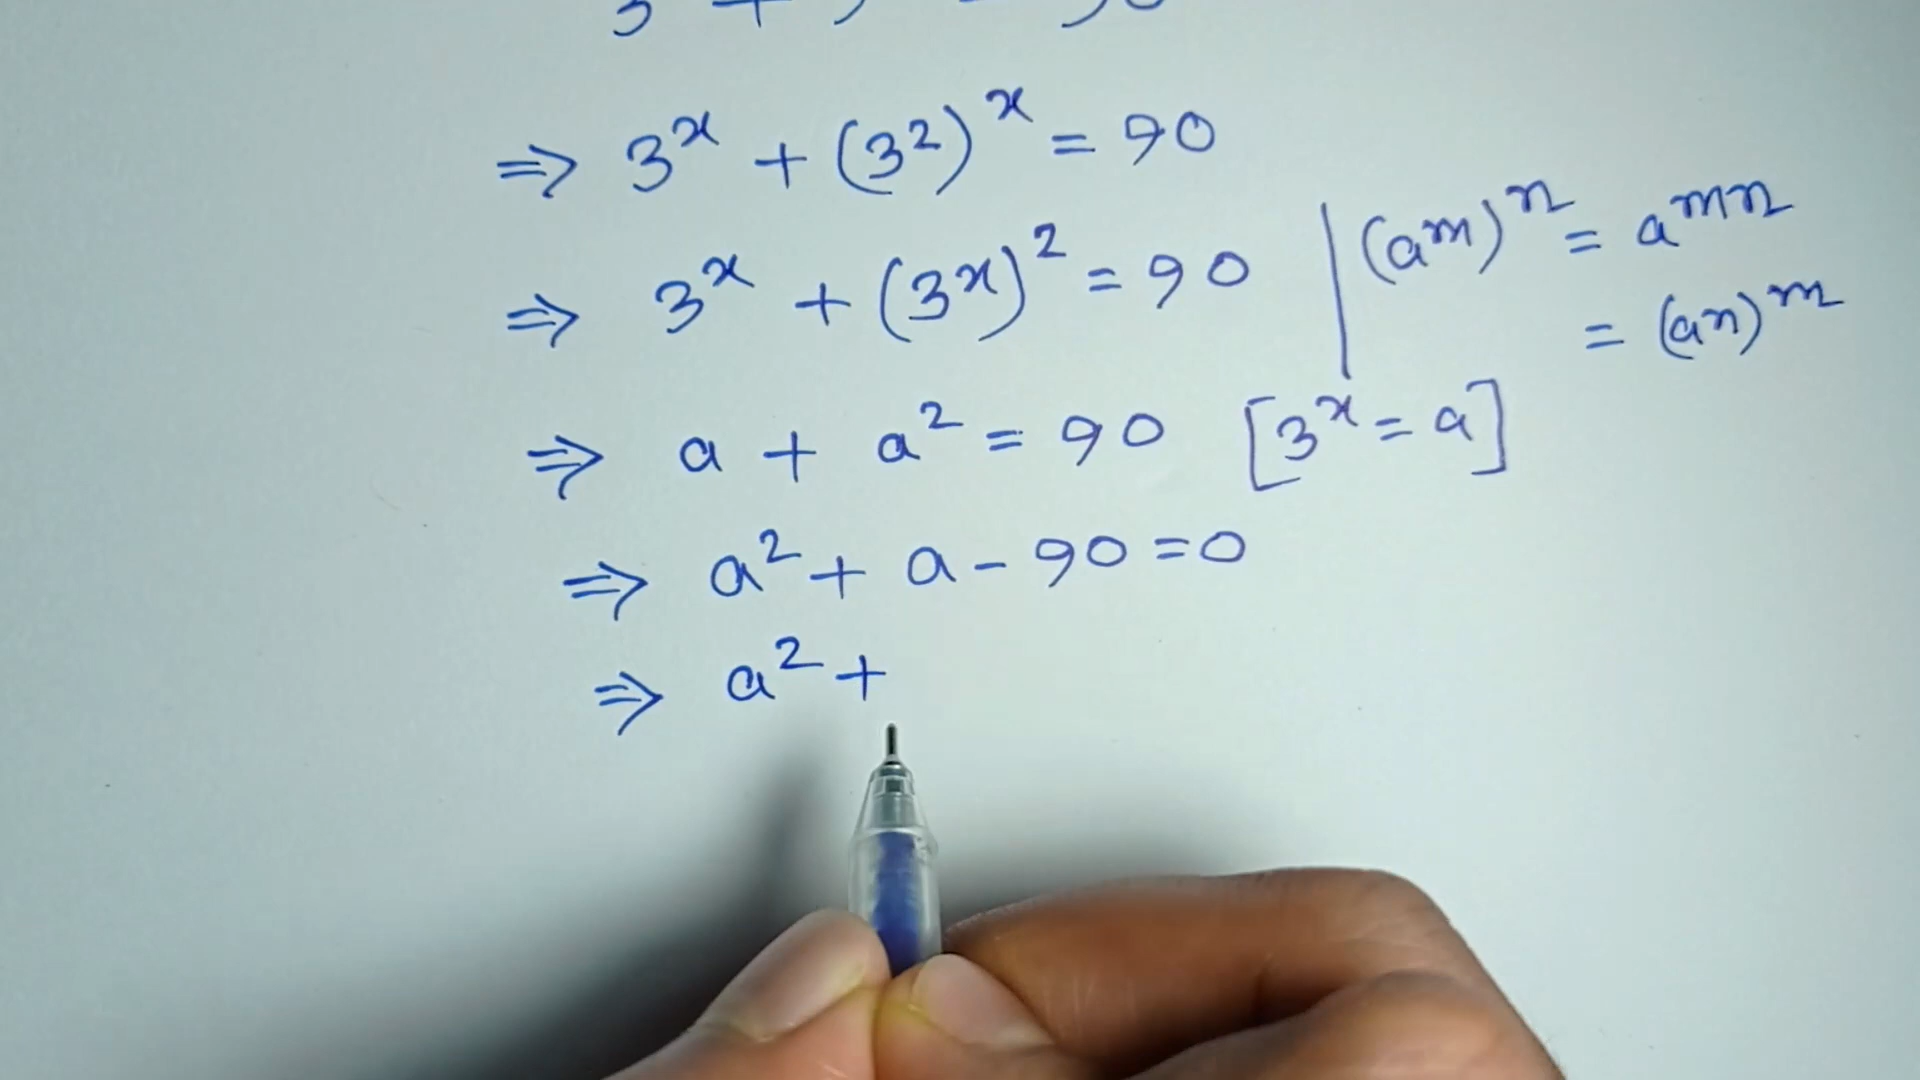 ⇒ 3^x + (3^2)^x = 90
⇒ 3^x + (3^x)^2 = 90 | (a^m)^n = a^{mn}
= (a^n)^m
⇒ a + a^2 = 90 [3^x = a]
⇒ a^2 + a - 90 = 0
⇒ a^2 +